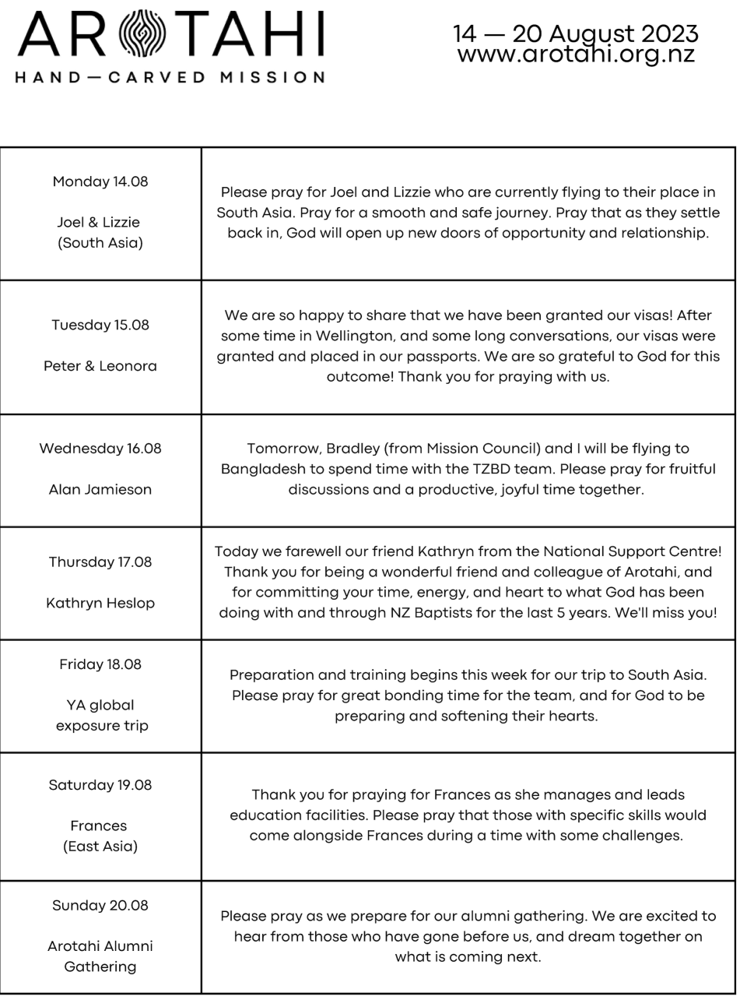 AROTAHI
HAND—CARVED MISSION
14 — 20 August 2023
www.arotahi.org.nz
Monday 14.08
Joel & Lizzie
(South Asia)
Please pray for Joel and Lizzie who are currently flying to their place in
South Asia. Pray for a smooth and safe journey. Pray that as they settle
back in, God will open up new doors of opportunity and relationship.
Tuesday 15.08
Peter & Leonora
We are so happy to share that we have been granted our visas! After
some time in Wellington, and some long conversations, our visas were
granted and placed in our passports. We are so grateful to God for this
outcome! Thank you for praying with us.
Wednesday 16.08
Alan Jamieson
Tomorrow, Bradley (from Mission Council) and I will be flying to
Bangladesh to spend time with the TZBD team. Please pray for fruitful
discussions and a productive, joyful time together.
Thursday 17.08
Kathryn Heslop
Today we farewell our friend Kathryn from the National Support Centre!
Thank you for being a wonderful friend and colleague of Arotahi, and
for committing your time, energy, and heart to what God has been
doing with and through NZ Baptists for the last 5 years. We'll miss you!
Friday 18.08
YA global
exposure trip
Preparation and training begins this week for our trip to South Asia.
Please pray for great bonding time for the team, and for God to be
preparing and softening their hearts.
Saturday 19.08
Frances
(East Asia)
Thank you for praying for Frances as she manages and leads
education facilities. Please pray that those with specific skills would
come alongside Frances during a time with some challenges.
Sunday 20.08
Arotahi Alumni
Gathering
Please pray as we prepare for our alumni gathering. We are excited to
hear from those who have gone before us, and dream together on
what is coming next.